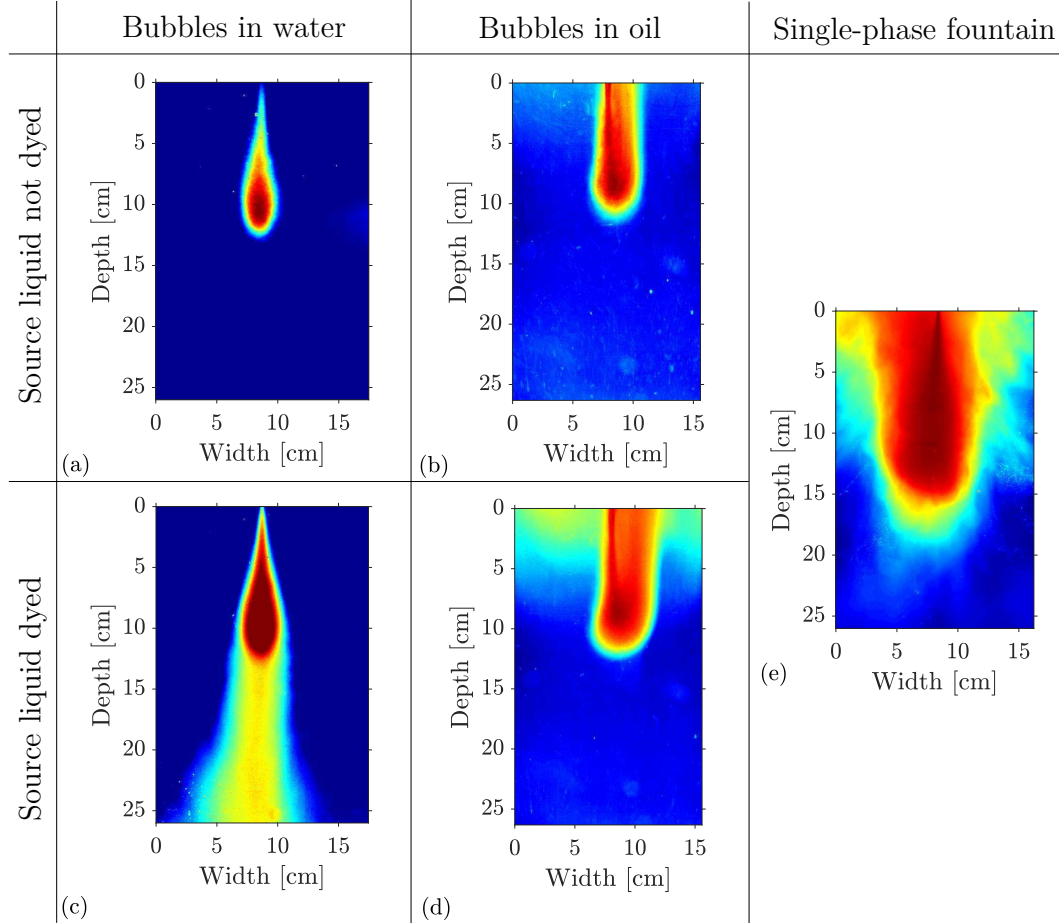 Bubbles in water
Bubbles in oil
Single-phase fountain
Source liquid not dyed
0
5
10
15
20
25
Depth [cm]
0
5
10
15
Width [cm]
(a)
0
5
10
15
20
25
Depth [cm]
0
5
10
15
Width [cm]
(b)
Source liquid dyed
0
5
10
15
20
25
Depth [cm]
0
5
10
15
Width [cm]
(c)
0
5
10
15
20
25
Depth [cm]
0
5
10
15
Width [cm]
(d)
0
5
10
15
20
25
Depth [cm]
0
5
10
15
Width [cm]
(e)